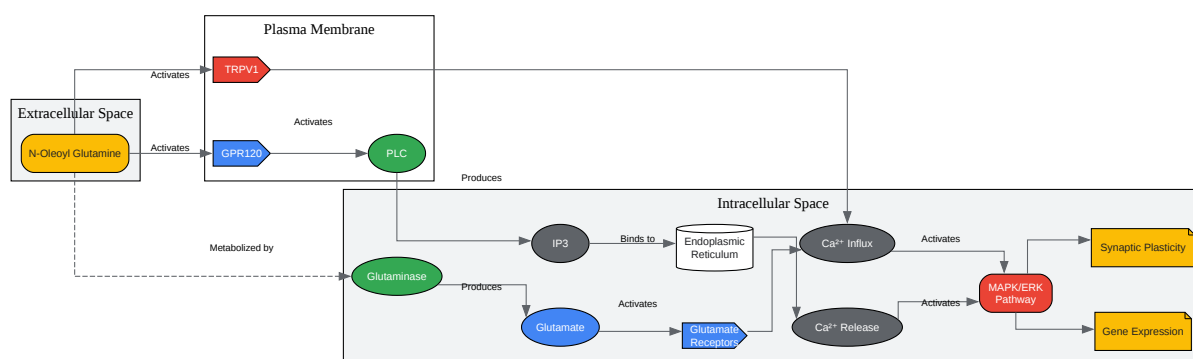 Plasma Membrane
TRPV1
Activates
Extracellular Space
N-Oleoyl Glutamine
Activates
GPR120
Activates
PLC
Produces
Intracellular Space
IP3
Binds to
Endoplasmic
Reticulum
Ca²⁺ Influx
Activates
Synaptic Plasticity
Metabolized by
Glutaminase
Produces
Glutamate
Activates
Glutamate
Receptors
Ca²⁺ Release
Activates
MAPK/ERK
Pathway
Gene Expression